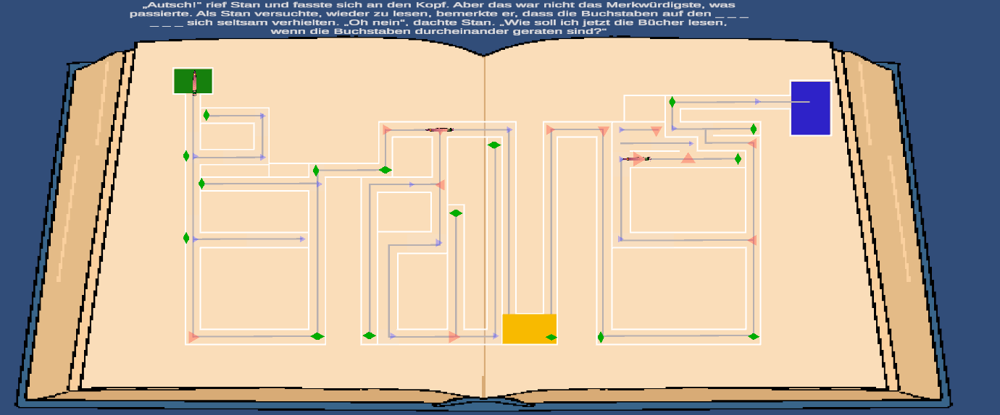 „Autsch!“ rief Stan und fasste sich an den Kopf. Aber das war nicht das Merkwürdigste, was
passierte. Als Stan versuchte, wieder zu lesen, bemerkte er, dass die Buchstaben auf den _ _ _
_ _ _ sich seltsam verhielten. „Oh nein“, dachte Stan. „Wie soll ich jetzt die Bücher lesen,
wenn die Buchstaben durcheinander geraten sind?“